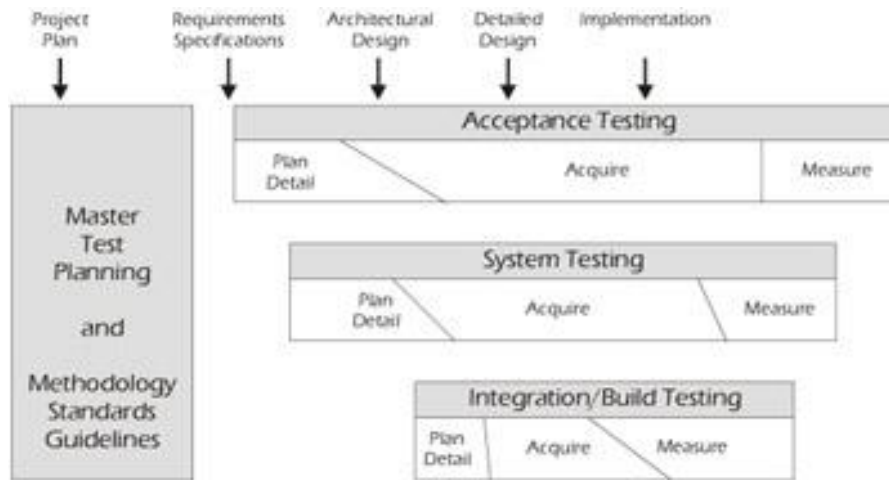 Project
Plan
Requirements
Specifications
Architectural
Design
Detailed
Design
Implementation
Master
Test
Planning
and
Methodology
Standards
Guidelines
Acceptance Testing
Plan
Detail
Acquire
Measure
System Testing
Plan
Detail
Acquire
Measure
Integration/Build Testing
Plan
Detail
Acquire
Measure